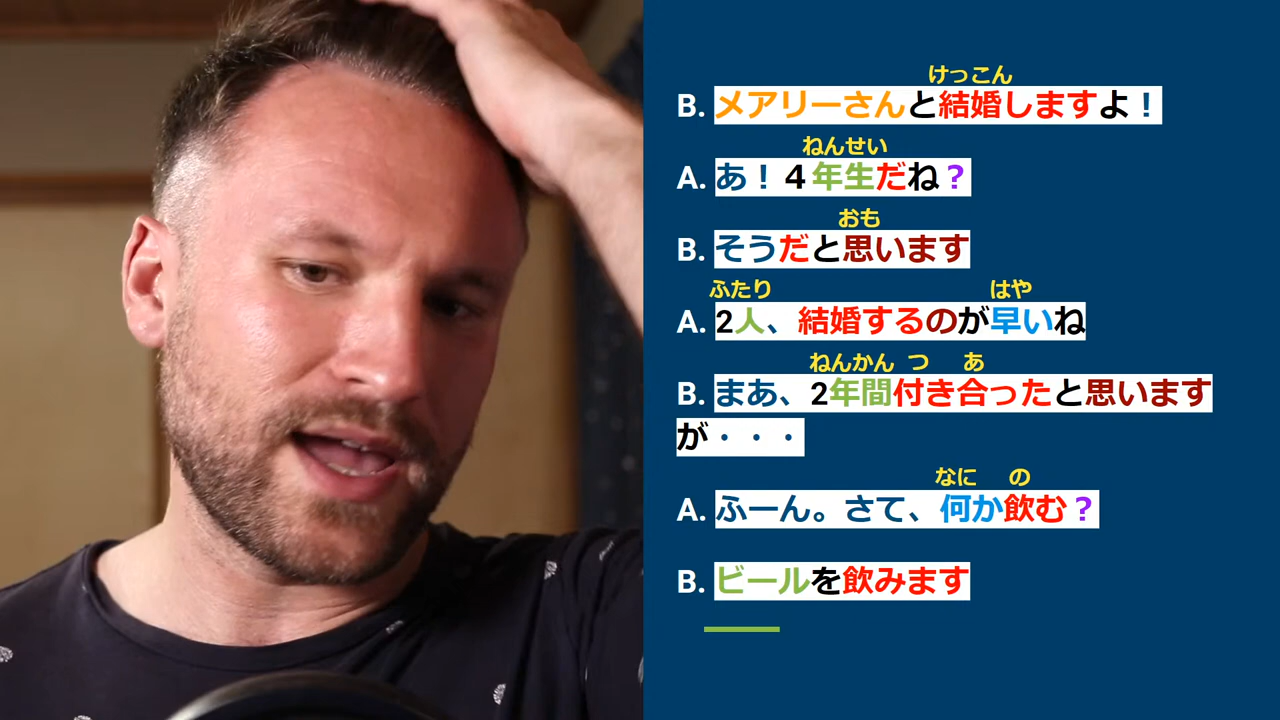 けっこん
B. メアリーさんと結婚しますよ！
ねんせい
A. あ！４年生だね？
おも
B. そうだと思います
ふたり はや
A. 2人、結婚するのが早いね
ねんかん つ あ
B. まあ、2年間付き合ったと思います
が・・・
なに の
A. ふーん。さて、何か飲む？
B. ビールを飲みます